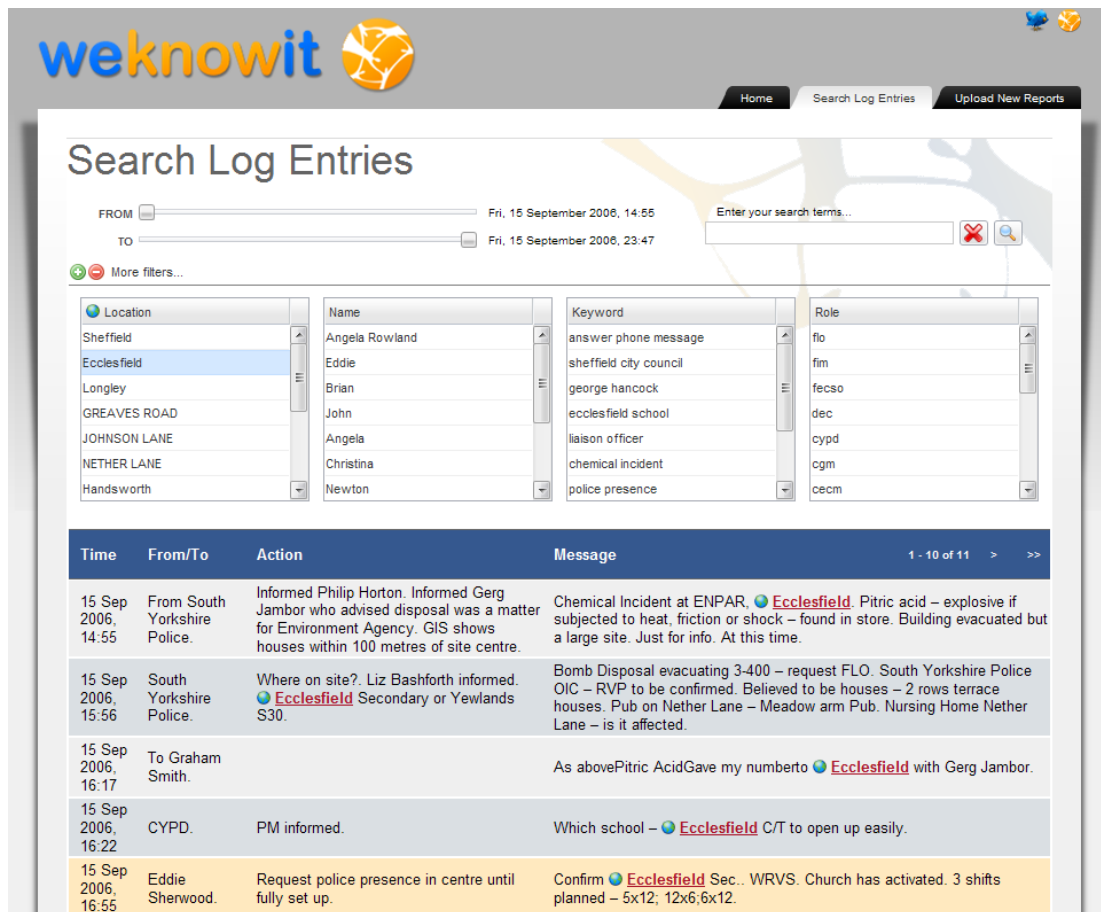 weknowit
Home
Search Log Entries
Upload New Reports
Search Log Entries
FROM
Fri, 15 September 2006, 14:55
Enter your search terms...
TO
Fri, 15 September 2006, 23:47
More filters...
Location
Sheffield
Ecclesfield
Longley
GREAVES ROAD
JOHNSON LANE
NETHER LANE
Handsworth
Name
Angela Rowland
Eddie
Brian
John
Angela
Christina
Newton
Keyword
answer phone message
sheffield city council
george hancock
ecclesfield school
liaison officer
chemical incident
police presence
Role
flo
fim
fecso
dec
cypd
cgm
cecm
Time
From/To
Action
Message
1 - 10 of 11 > >>
15 Sep
2006,
14:55
From South
Yorkshire
Police.
Informed Philip Horton. Informed Gerg
Jambor who advised disposal was a matter
for Environment Agency. GIS shows
houses within 100 metres of site centre.
Chemical Incident at ENPAR, Ecclesfield. Pitric acid – explosive if
subjected to heat, friction or shock – found in store. Building evacuated but
a large site. Just for info. At this time.
15 Sep
2006,
15:56
South
Yorkshire
Police.
Where on site?. Liz Bashforth informed.
Ecclesfield Secondary or Yewlands
S30.
Bomb Disposal evacuating 3-400 – request FLO. South Yorkshire Police
OIC – RVP to be confirmed. Believed to be houses – 2 rows terrace
houses. Pub on Nether Lane – Meadow arm Pub. Nursing Home Nether
Lane – is it affected.
15 Sep
2006,
16:17
To Graham
Smith.
As abovePitric AcidGave my numberto Ecclesfield with Gerg Jambor.
15 Sep
2006,
16:22
CYPD.
PM informed.
Which school – Ecclesfield C/T to open up easily.
15 Sep
2006,
16:55
Eddie
Sherwood.
Request police presence in centre until
fully set up.
Confirm Ecclesfield Sec.. WRVS. Church has activated. 3 shifts
planned – 5x12; 12x6;6x12.